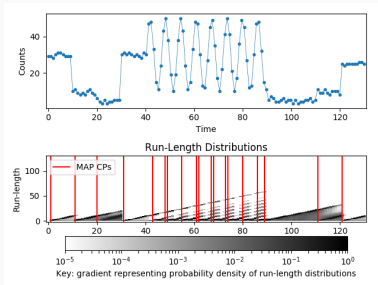 Counts
40
20
0 20 40 60 80 100 120
Time
Run-Length Distributions
Run-length
100
50
0
MAP CPs
0 20 40 60 80 100 120
10⁻⁵ 10⁻⁴ 10⁻³ 10⁻² 10⁻¹ 10⁰
Key: gradient representing probability density of run-length distributions